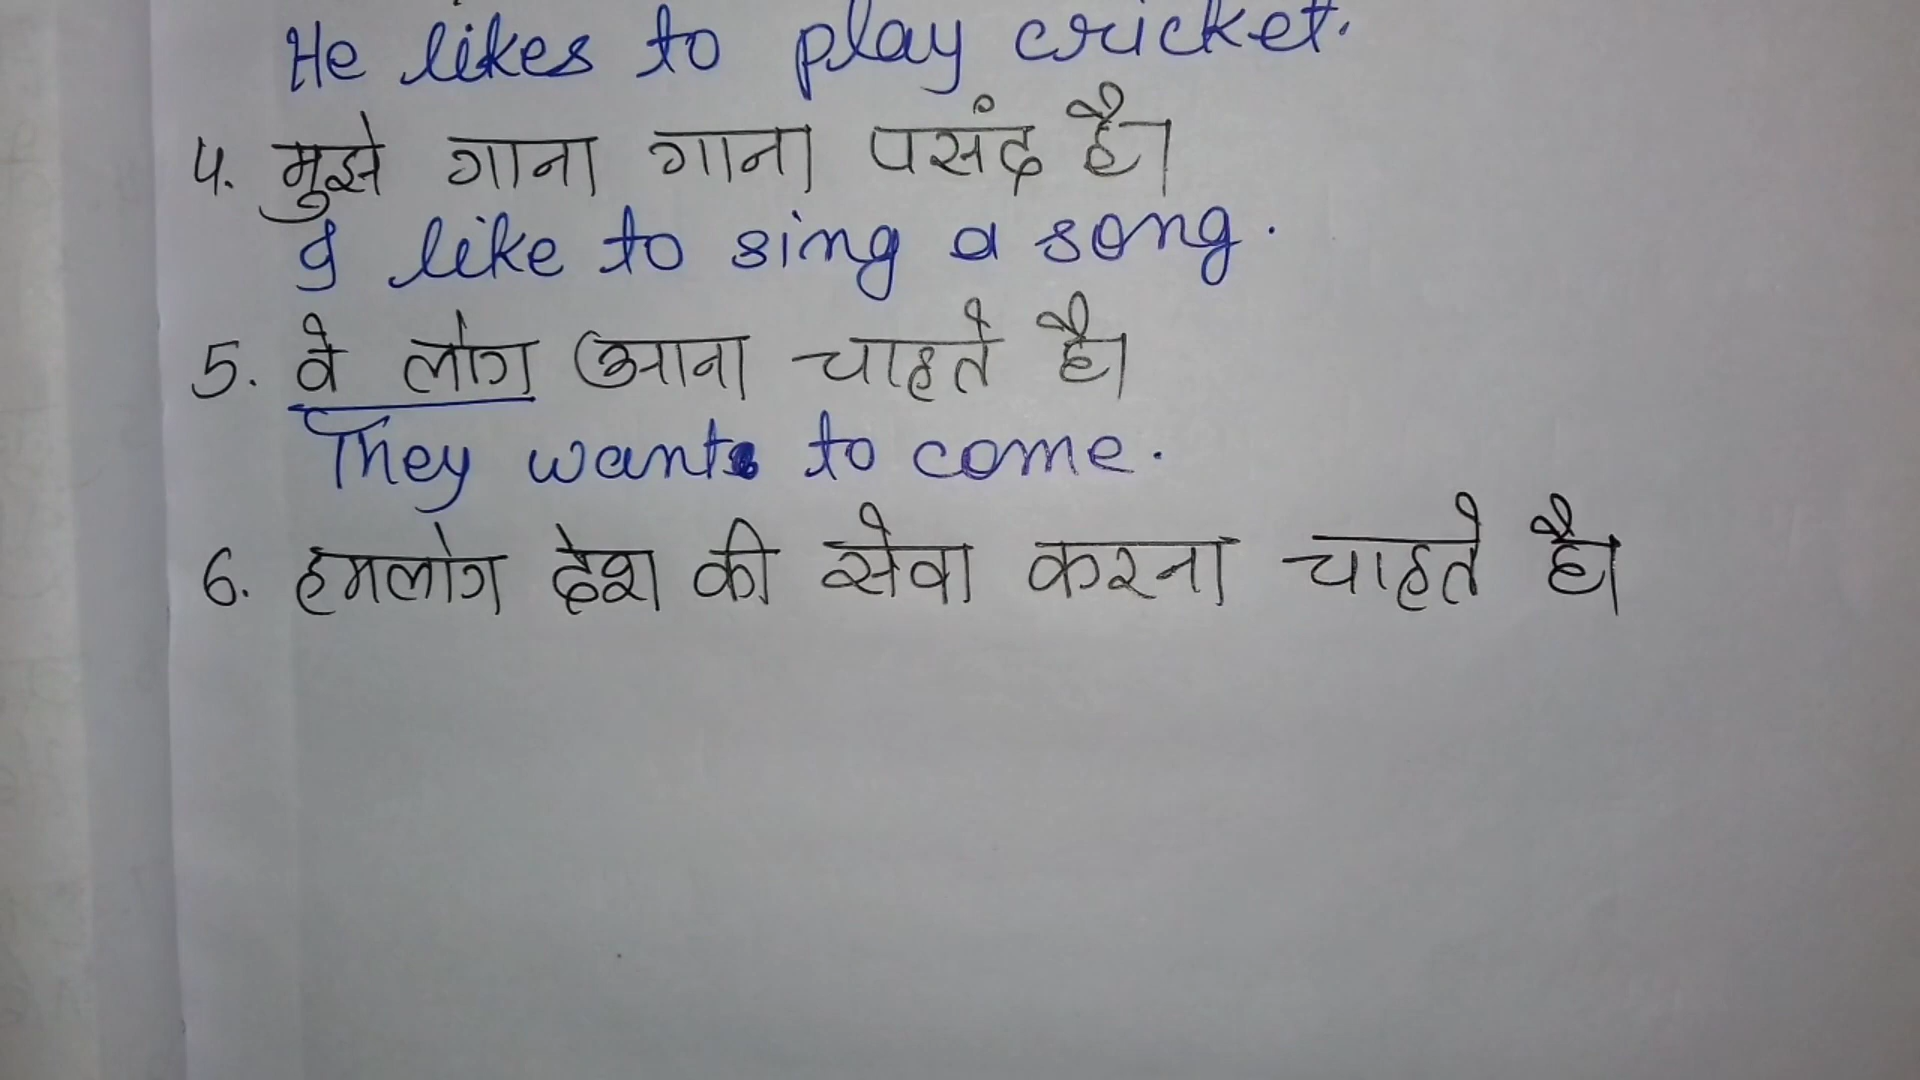 He likes to play cricket.
4. मुझे गाना गाना पसंद है।
I like to sing a song.
5. वे लोग आना चाहते है।
They want to come.
6. हमलोग देश की सेवा करना चाहते है।